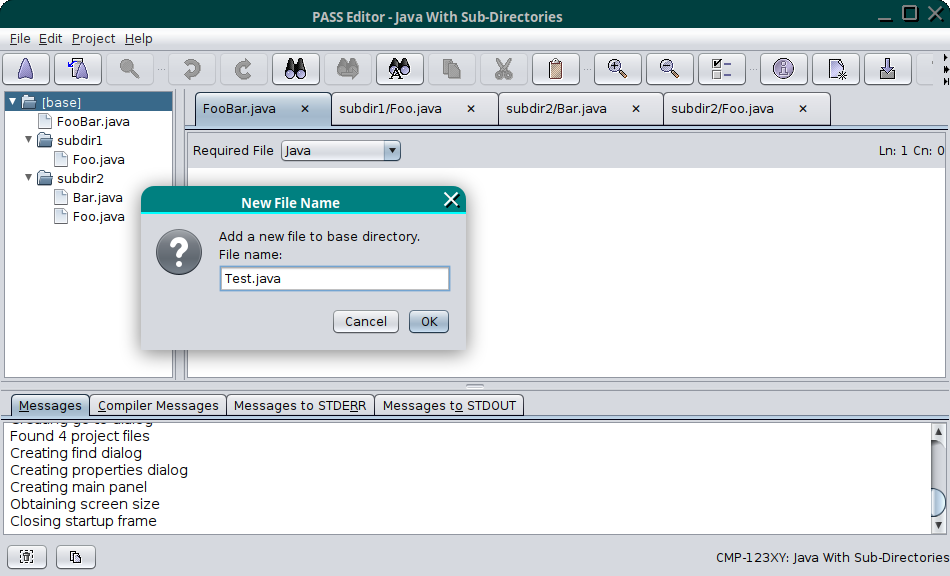 PASS Editor - Java With Sub-Directories
File Edit Project Help
[base]
FooBar.java
subdir1
Foo.java
subdir2
Bar.java
Foo.java
FooBar.java
subdir1/Foo.java
subdir2/Bar.java
subdir2/Foo.java
Required File Java
Ln: 1 Cn: 0
New File Name
Add a new file to base directory.
File name:
Test.java
Cancel OK
Messages Compiler Messages Messages to STDERR Messages to STDOUT
Creating go to dialog
Found 4 project files
Creating find dialog
Creating properties dialog
Creating main panel
Obtaining screen size
Closing startup frame
CMP-123XY: Java With Sub-Directories